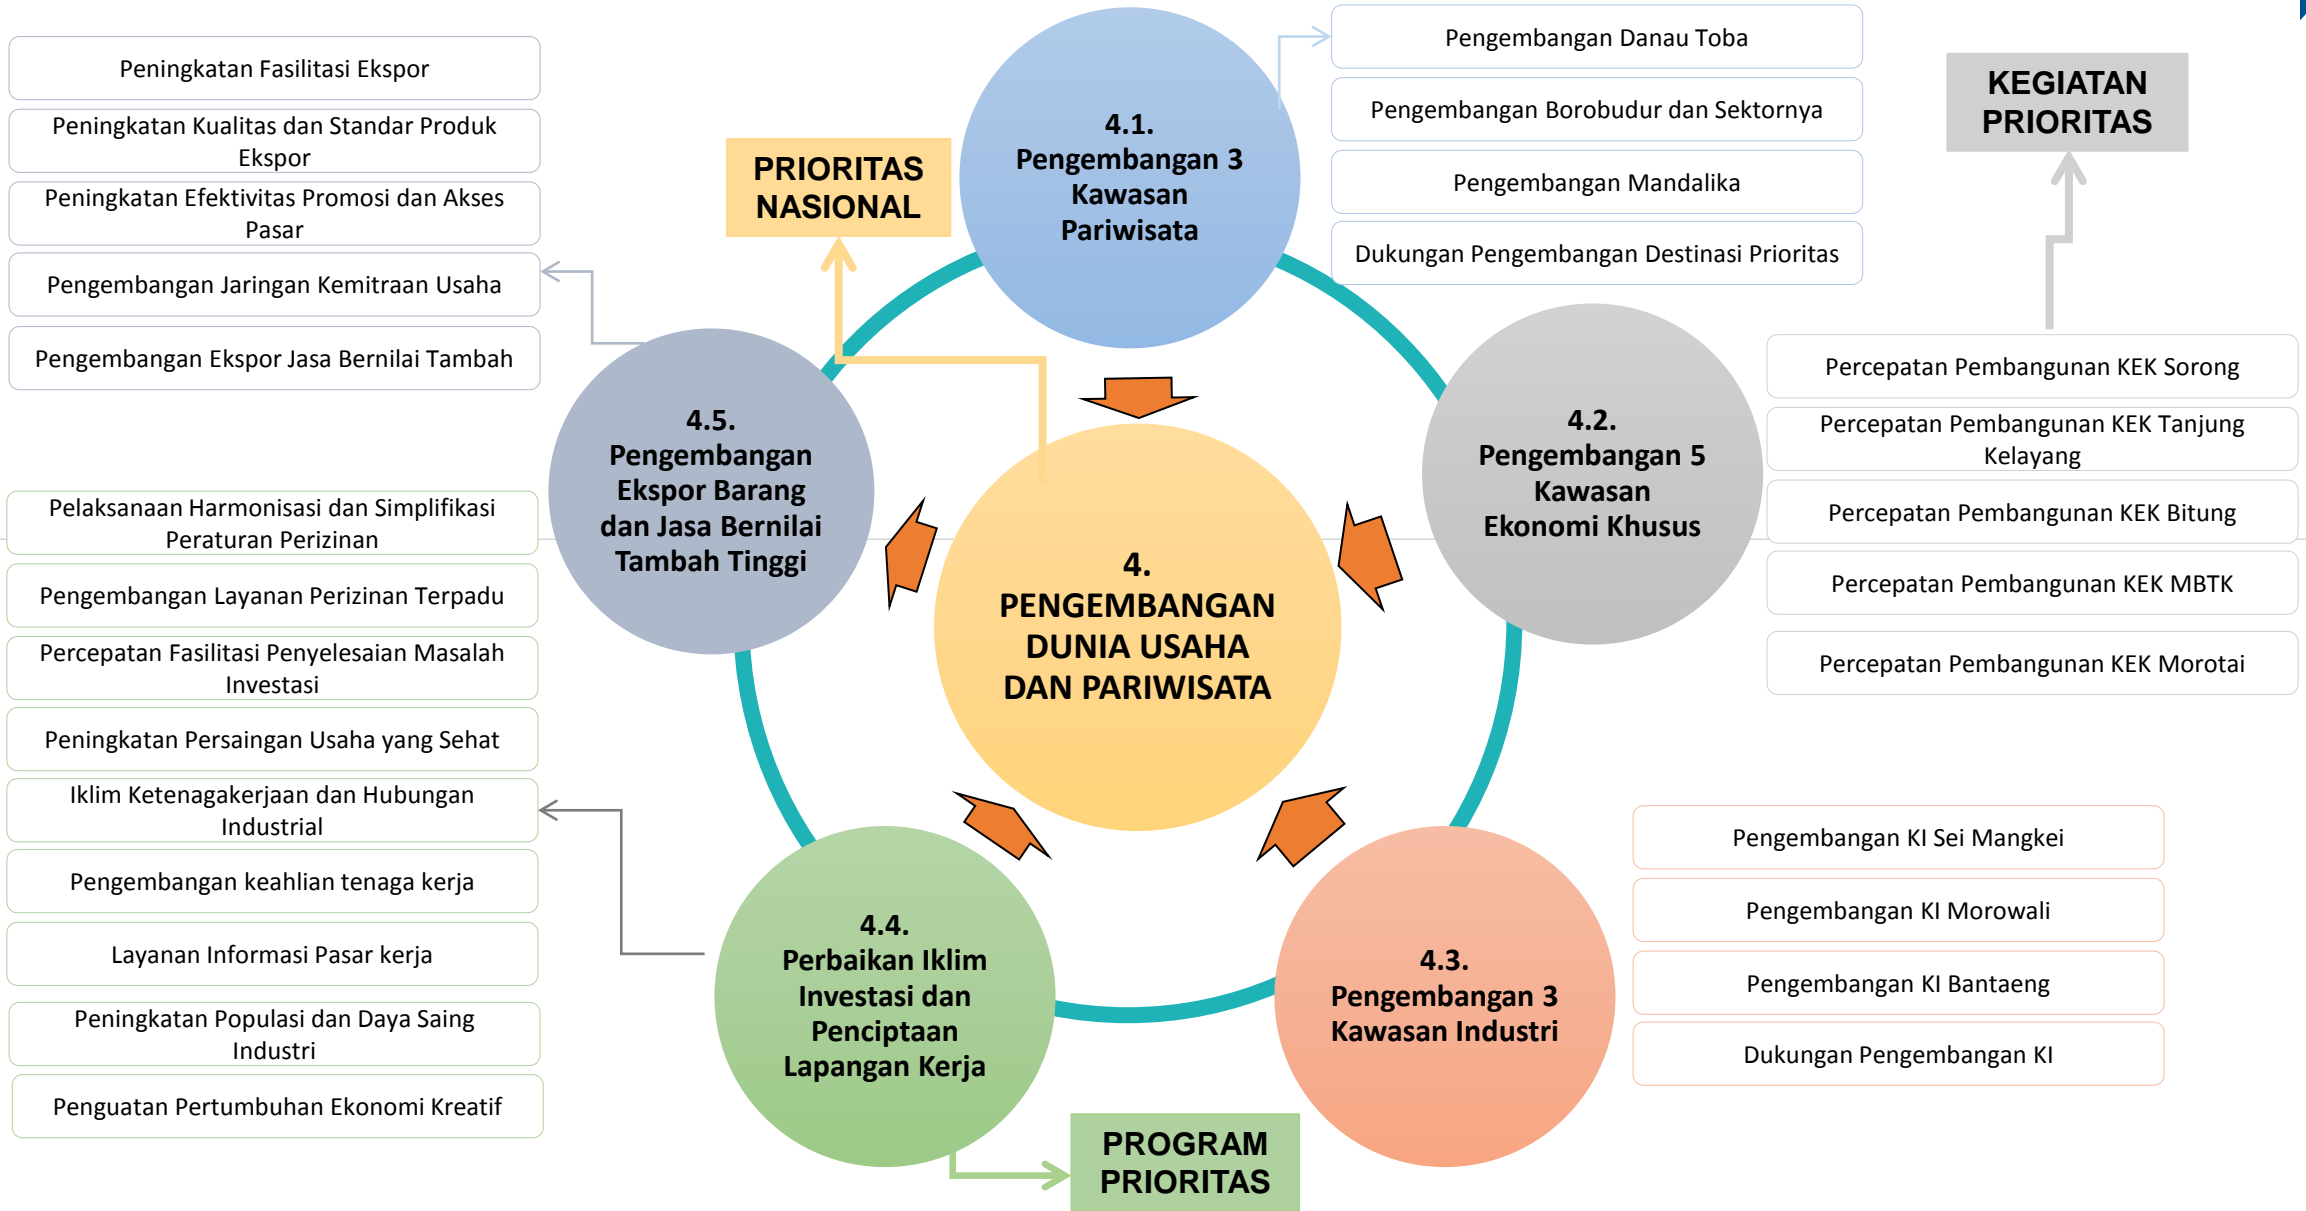 Peningkatan Fasilitasi Ekspor
Peningkatan Kualitas dan Standar Produk
Ekspor
Peningkatan Efektivitas Promosi dan Akses
Pasar
Pengembangan Jaringan Kemitraan Usaha
Pengembangan Ekspor Jasa Bernilai Tambah
Pelaksanaan Harmonisasi dan Simplifikasi
Peraturan Perizinan
Pengembangan Layanan Perizinan Terpadu
Percepatan Fasilitasi Penyelesaian Masalah
Investasi
Peningkatan Persaingan Usaha yang Sehat
Iklim Ketenagakerjaan dan Hubungan
Industrial
Pengembangan keahlian tenaga kerja
Layanan Informasi Pasar kerja
Peningkatan Populasi dan Daya Saing
Industri
Penguatan Pertumbuhan Ekonomi Kreatif
PRIORITAS
NASIONAL
4.1.
Pengembangan 3
Kawasan
Pariwisata
4.5.
Pengembangan
Ekspor Barang
dan Jasa Bernilai
Tambah Tinggi
4.
PENGEMBANGAN
DUNIA USAHA
DAN PARIWISATA
4.2.
Pengembangan 5
Kawasan
Ekonomi Khusus
4.4.
Perbaikan Iklim
Investasi dan
Penciptaan
Lapangan Kerja
4.3.
Pengembangan 3
Kawasan Industri
PROGRAM
PRIORITAS
Pengembangan Danau Toba
Pengembangan Borobudur dan Sektornya
Pengembangan Mandalika
Dukungan Pengembangan Destinasi Prioritas
KEGIATAN
PRIORITAS
Percepatan Pembangunan KEK Sorong
Percepatan Pembangunan KEK Tanjung
Kelayang
Percepatan Pembangunan KEK Bitung
Percepatan Pembangunan KEK MBTK
Percepatan Pembangunan KEK Morotai
Pengembangan KI Sei Mangkei
Pengembangan KI Morowali
Pengembangan KI Bantaeng
Dukungan Pengembangan KI